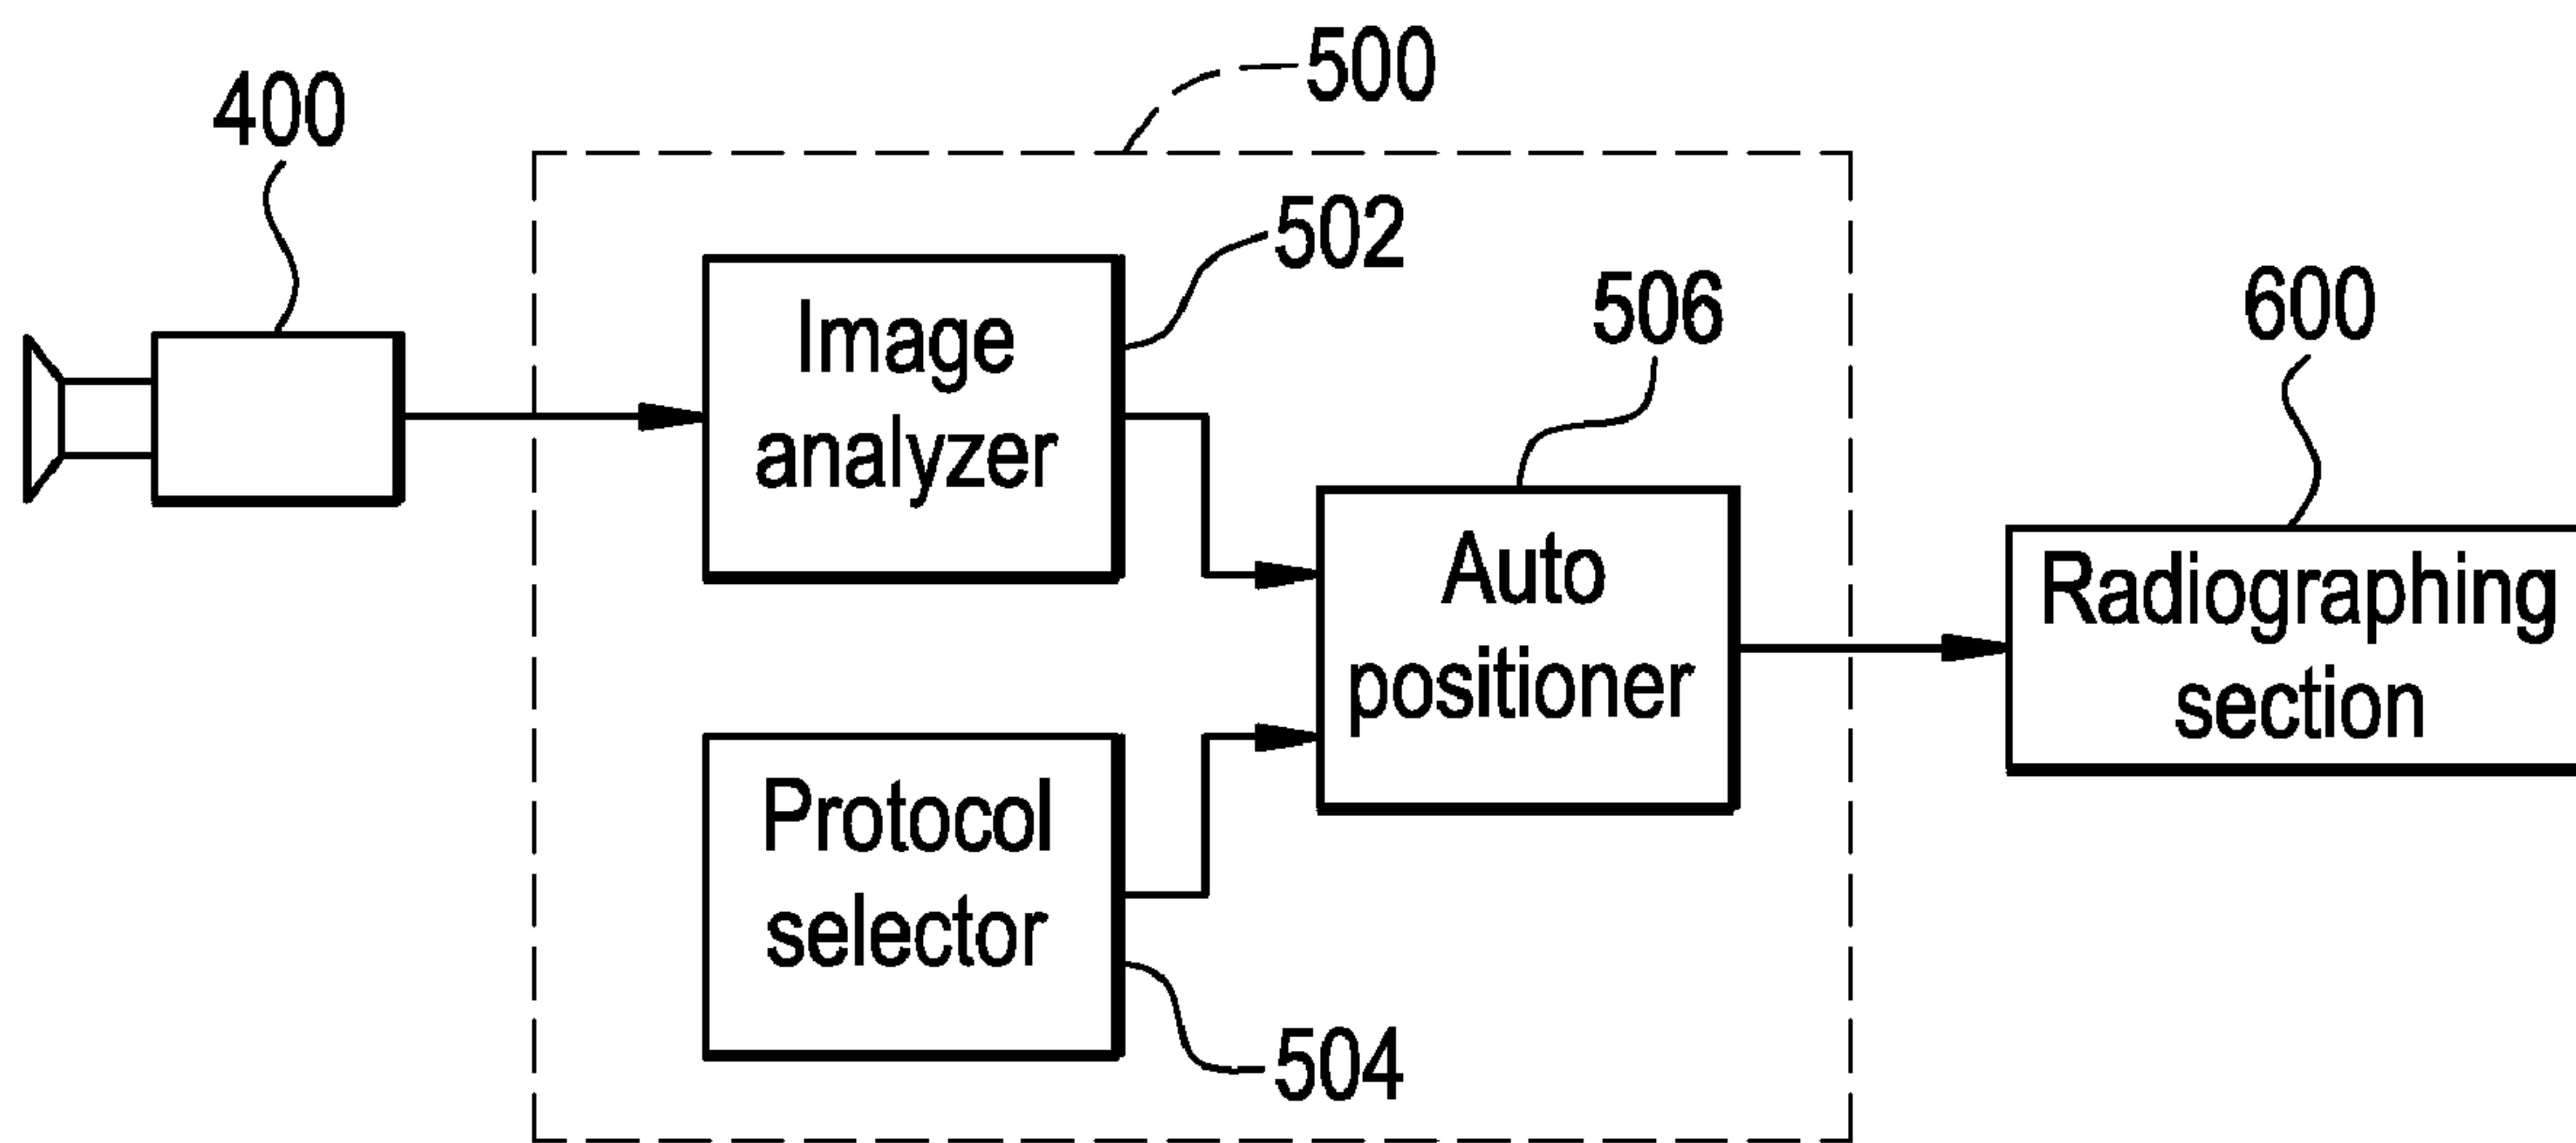 500
400
502
Image
analyzer
506
600
Auto
positioner
Radiographing
section
Protocol
selector
504